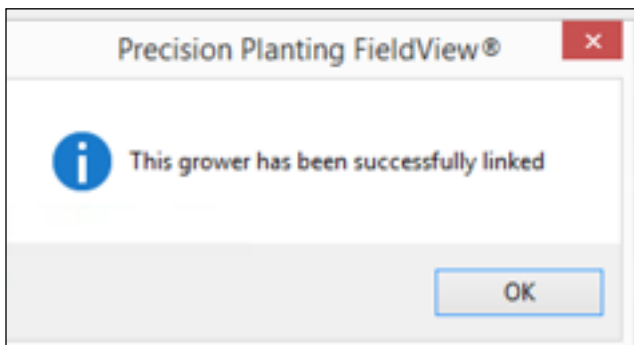 Precision Planting FieldView®
This grower has been successfully linked
OK